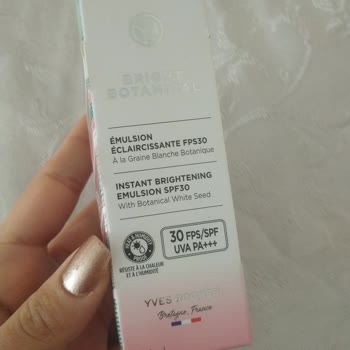 BRIGHT
BOTANICAL
ÉMULSION
ÉCLAIRCISSANTE FPS30
À la Graine Blanche Botanique
INSTANT BRIGHTENING
EMULSION SPF30
With Botanical White Seed
30 FPS/SPF
UVA PA+++
RÉSISTE À LA CHALEUR
ET À L'HUMIDITÉ
YVES ROCHER
Bretagne, France